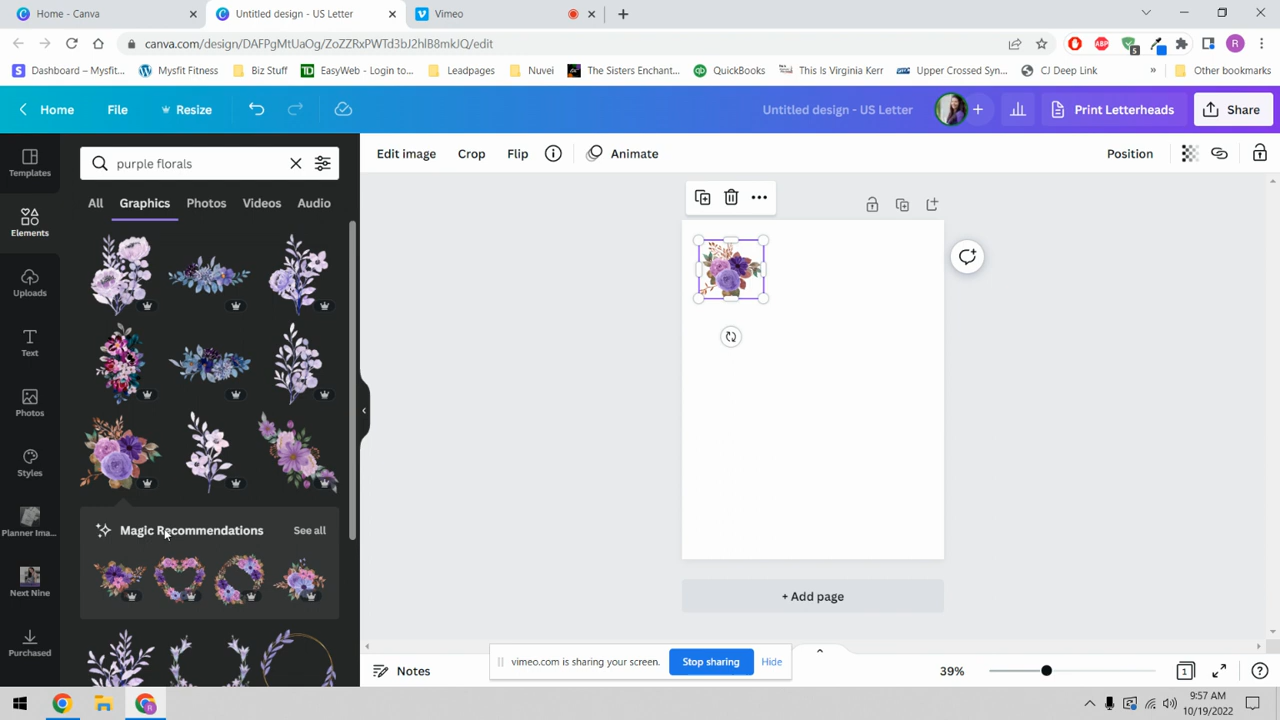 Home - Canva
Untitled design - US Letter
Vimeo
canva.com/design/DAFPgMtUaOg/ZoZZRxPWTd3bJ2hlB8mkJQ/edit
Dashboard – Mysfit...
Mysfit Fitness
Biz Stuff
EasyWeb - Login to...
Leadpages
Nuvei
The Sisters Enchant...
QuickBooks
This Is Virginia Kerr
Upper Crossed Syn...
CJ Deep Link
»
Other bookmarks
Home
File
Resize
Untitled design - US Letter
Print Letterheads
Share
Templates
Elements
Uploads
Text
Photos
Styles
Planner Ima...
Next Nine
Purchased
purple florals
All
Graphics
Photos
Videos
Audio
Magic Recommendations
See all
Edit image
Crop
Flip
Animate
Position
+ Add page
vimeo.com is sharing your screen.
Stop sharing
Hide
Notes
39%
1
9:57 AM
10/19/2022